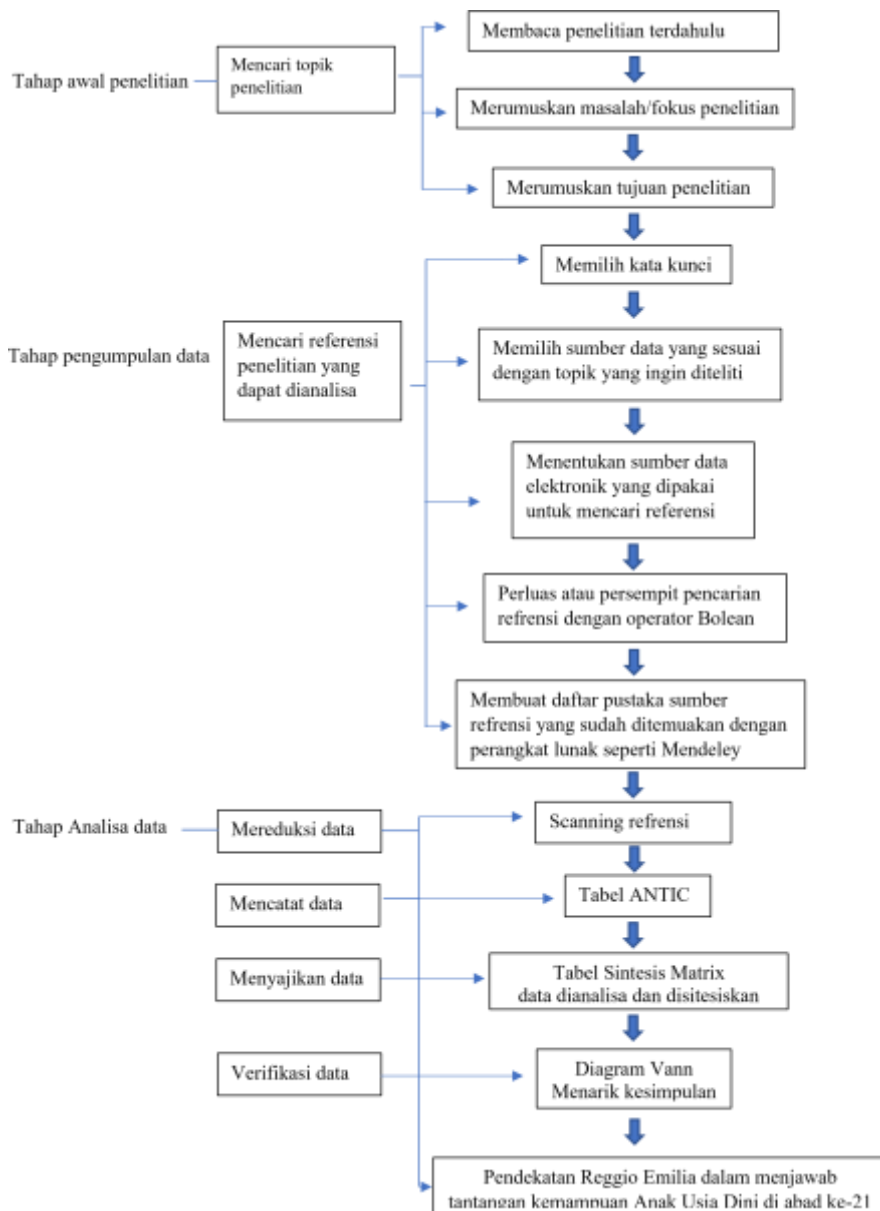 Membaca penelitian terdahulu
Tahap awal penelitian
Mencari topik
penelitian
Merumuskan masalah/fokus penelitian
Merumuskan tujuan penelitian
Memilih kata kunci
Tahap pengumpulan data
Mencari referensi
penelitian yang
dapat dianalisa
Memilih sumber data yang sesuai
dengan topik yang ingin diteliti
Menentukan sumber data
elektronik yang dipakai
untuk mencari referensi
Perluas atau persempit pencarian
refrensi dengan operator Bolean
Membuat daftar pustaka sumber
refrensi yang sudah ditemuakan dengan
perangkat lunak seperti Mendeley
Tahap Analisa data
Mereduksi data
Scanning refrensi
Mencatat data
Tabel ANTIC
Menyajikan data
Tabel Sintesis Matrix
data dianalisa dan disitesiskan
Verifikasi data
Diagram Vann
Menarik kesimpulan
Pendekatan Reggio Emilia dalam menjawab
tantangan kemampuan Anak Usia Dini di abad ke-21